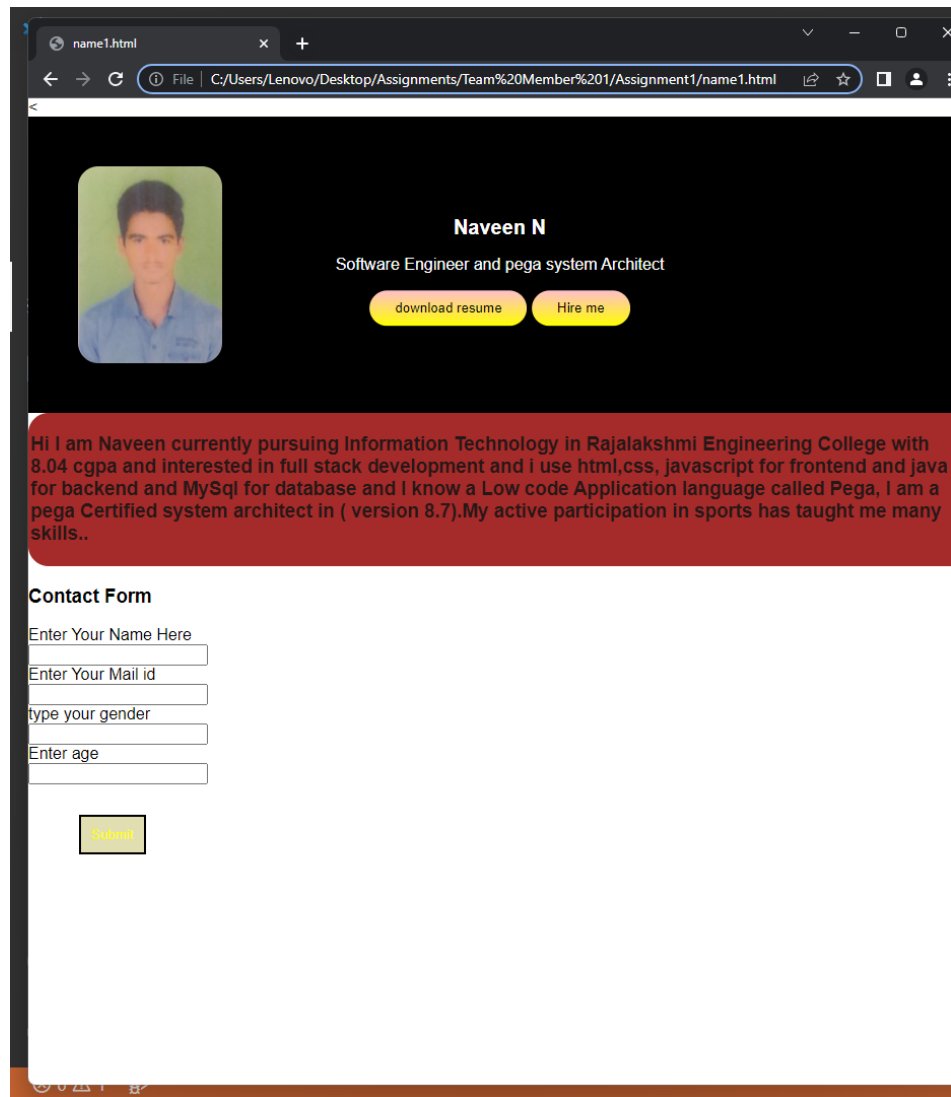 name1.html
File | C:/Users/Lenovo/Desktop/Assignments/Team%20Member%201/Assignment1/name1.html
<
Naveen N
Software Engineer and pega system Architect
download resume Hire me
Hi I am Naveen currently pursuing Information Technology in Rajalakshmi Engineering College with
8.04 cgpa and interested in full stack development and i use html,css, javascript for frontend and java
for backend and MySql for database and I know a Low code Application language called Pega, I am a
pega Certified system architect in ( version 8.7).My active participation in sports has taught me many
skills..
Contact Form
Enter Your Name Here
Enter Your Mail id
type your gender
Enter age
Submit